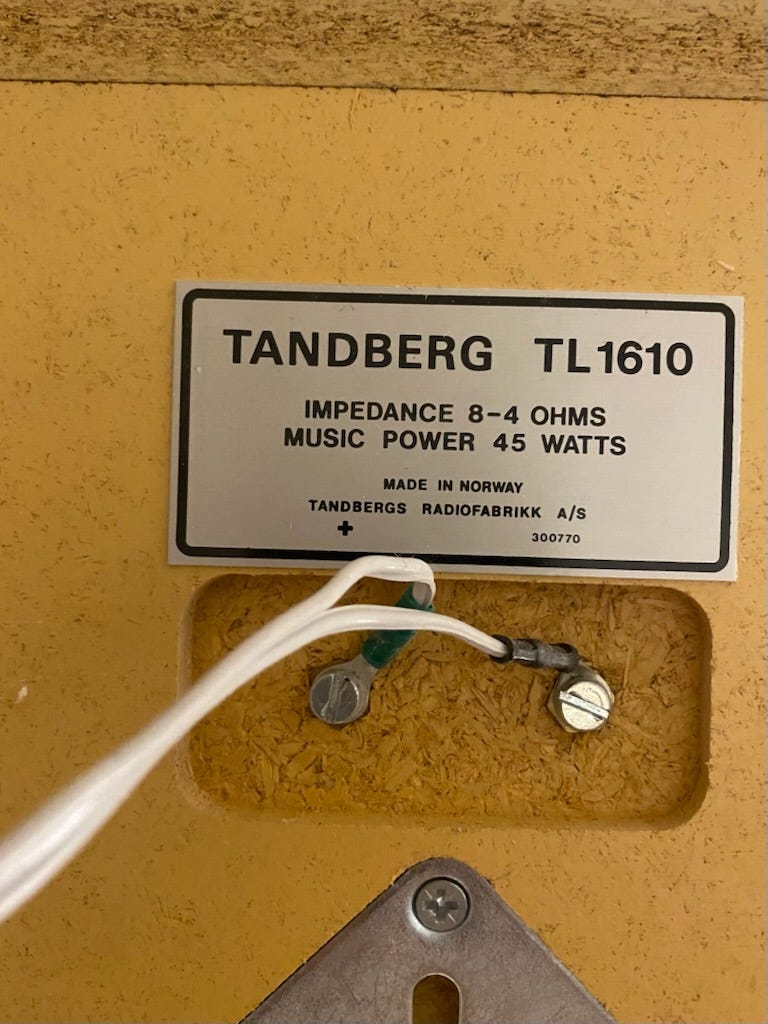 TANDBERG TL1610
IMPEDANCE 8-4 OHMS
MUSIC POWER 45 WATTS
MADE IN NORWAY
TANDBERGS RADIOFABRIKK A/S
+ 300770